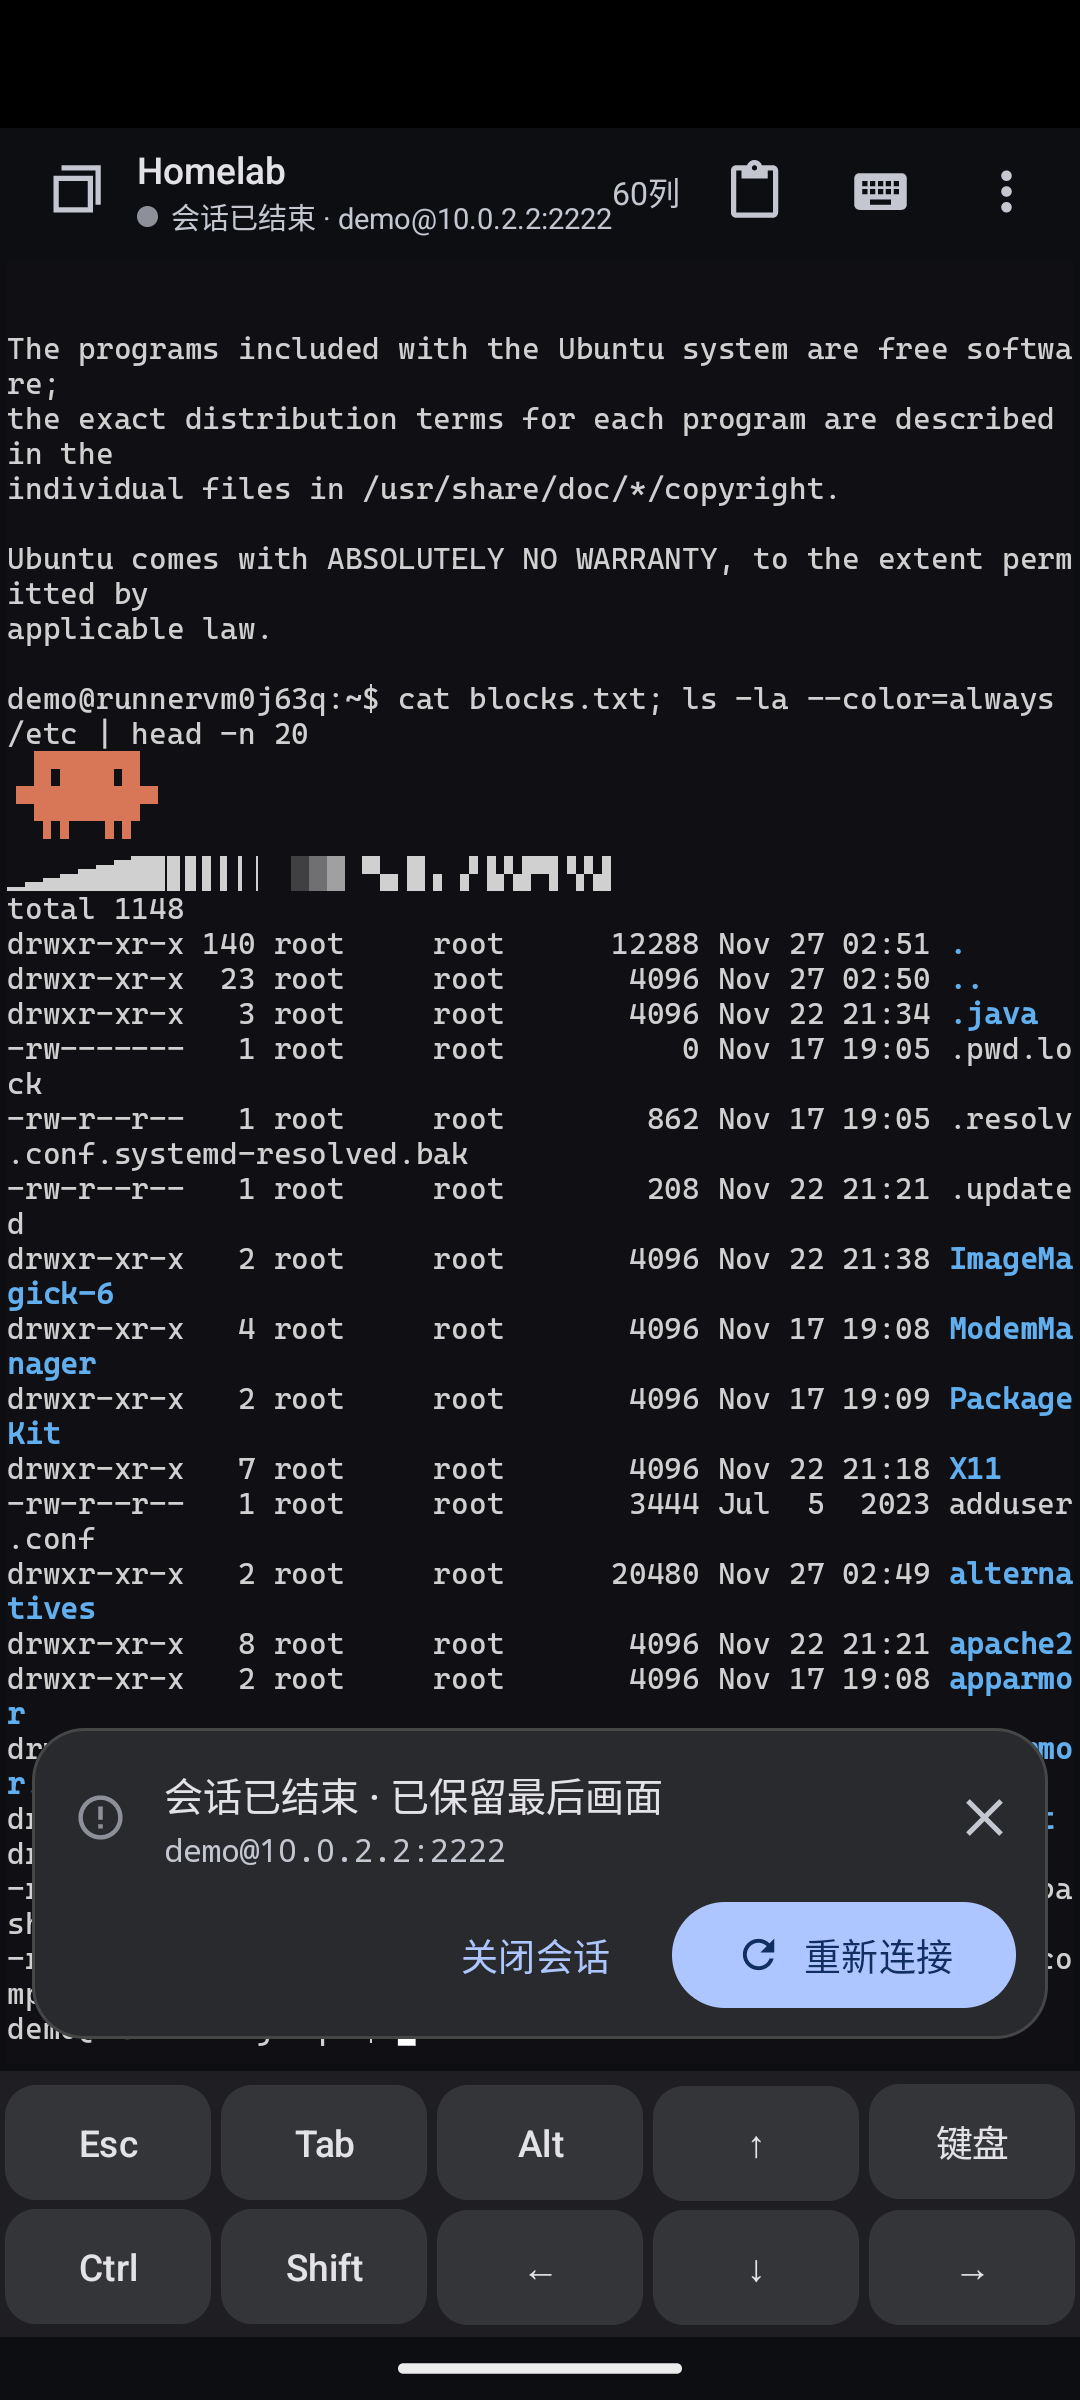 Homelab
会话已结束 · demo@10.0.2.2:2222
60列
The programs included with the Ubuntu system are free softwa
re;
the exact distribution terms for each program are described
in the
individual files in /usr/share/doc/*/copyright.
Ubuntu comes with ABSOLUTELY NO WARRANTY, to the extent perm
itted by
applicable law.
demo@runnervm0j63q:~$ cat blocks.txt; ls -la --color=always
/etc | head -n 20
total 1148
drwxr-xr-x 140 root     root      12288 Nov 27 02:51 .
drwxr-xr-x  23 root     root       4096 Nov 27 02:50 ..
drwxr-xr-x   3 root     root       4096 Nov 22 21:34 .java
-rw-------   1 root     root          0 Nov 17 19:05 .pwd.lo
ck
-rw-r--r--   1 root     root        862 Nov 17 19:05 .resolv
.conf.systemd-resolved.bak
-rw-r--r--   1 root     root        208 Nov 22 21:21 .update
d
drwxr-xr-x   2 root     root       4096 Nov 22 21:38 ImageMa
gick-6
drwxr-xr-x   4 root     root       4096 Nov 17 19:08 ModemMa
nager
drwxr-xr-x   2 root     root       4096 Nov 17 19:09 Package
Kit
drwxr-xr-x   7 root     root       4096 Nov 22 21:18 X11
-rw-r--r--   1 root     root       3444 Jul  5  2023 adduser
.conf
drwxr-xr-x   2 root     root      20480 Nov 27 02:49 alterna
tives
drwxr-xr-x   8 root     root       4096 Nov 22 21:21 apache2
drwxr-xr-x   2 root     root       4096 Nov 17 19:08 apparmo
r
会话已结束 · 已保留最后画面
demo@10.0.2.2:2222
关闭会话
重新连接
Esc
Tab
Alt
↑
键盘
Ctrl
Shift
←
↓
→